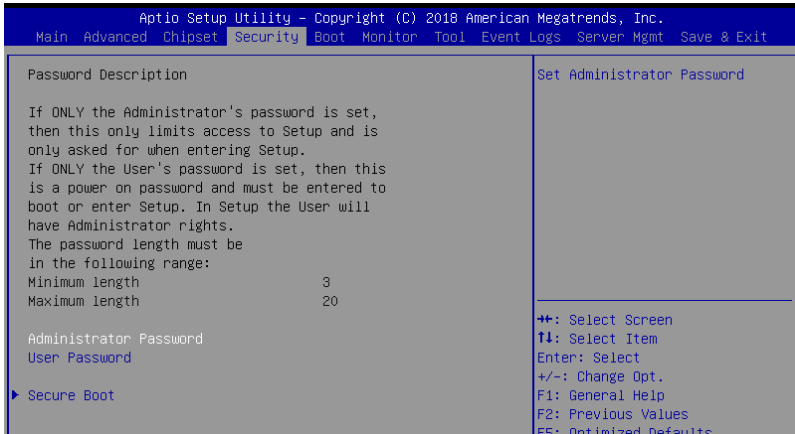 Aptio Setup Utility – Copyright (C) 2018 American Megatrends, Inc.
Main Advanced Chipset Security Boot Monitor Tool Event Logs Server Mgmt Save & Exit
Password Description
If ONLY the Administrator's password is set,
then this only limits access to Setup and is
only asked for when entering Setup.
If ONLY the User's password is set, then this
is a power on password and must be entered to
boot or enter Setup. In Setup the User will
have Administrator rights.
The password length must be
in the following range:
Minimum length 3
Maximum length 20
Administrator Password
User Password
Secure Boot
Set Administrator Password
→←: Select Screen
↑↓: Select Item
Enter: Select
+/-: Change Opt.
F1: General Help
F2: Previous Values
F5: Optimized Defaults